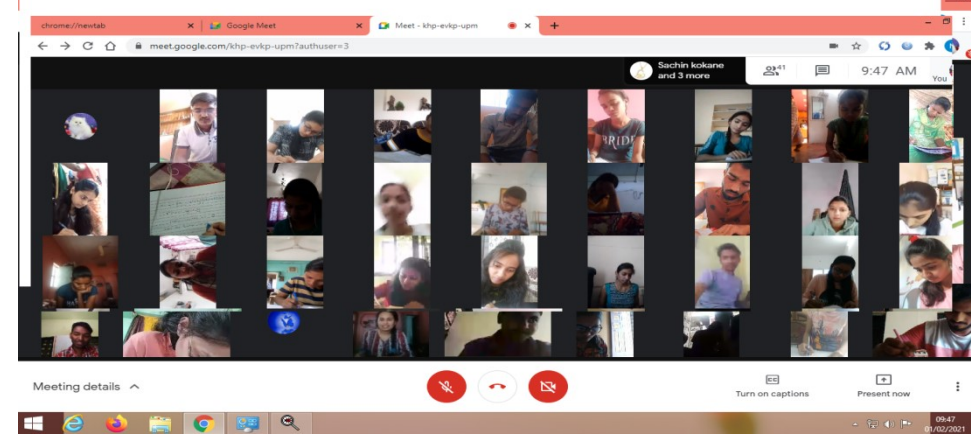 chrome://newtab
Google Meet
Meet - khp-evkp-upm
meet.google.com/khp-evkp-upm?authuser=3
Sachin kokane
and 3 more
41
9:47 AM
You
BRIDE
Meeting details
CC
Turn on captions
Present now
09:47
01/02/2021